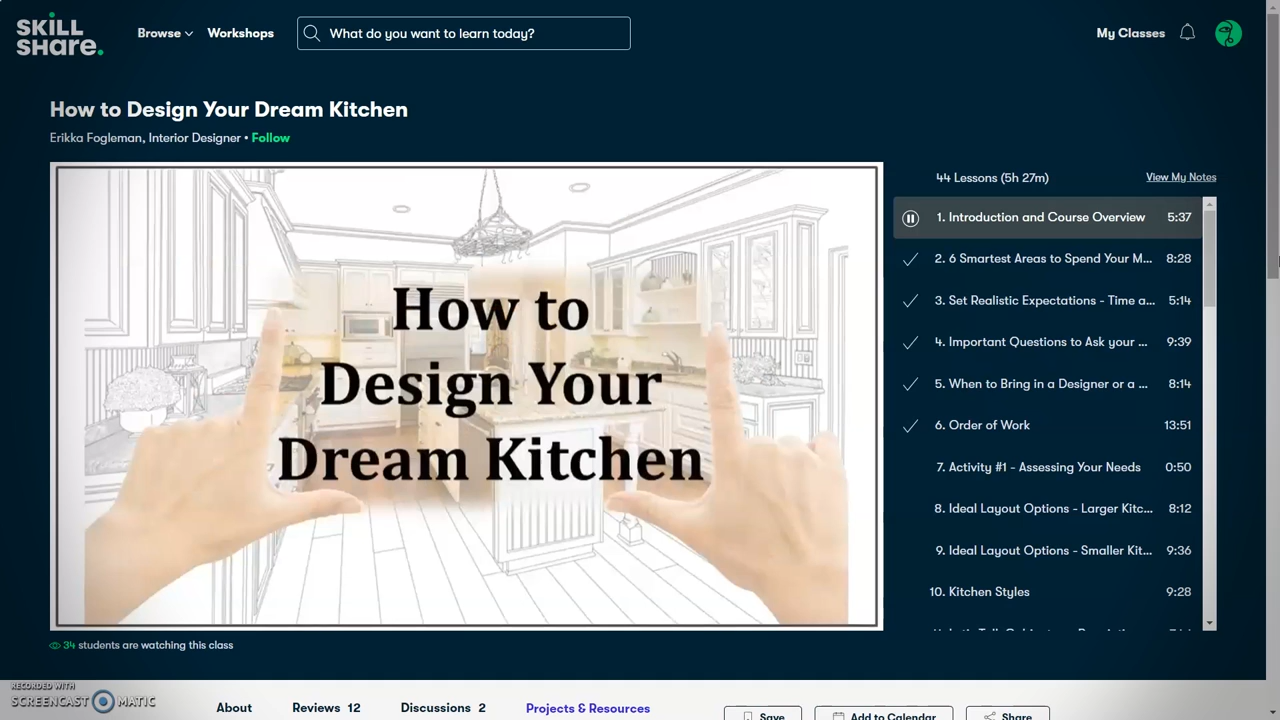 SKiLL
SHare.
Browse
Workshops
What do you want to learn today?
My Classes
How to Design Your Dream Kitchen
Erikka Fogleman, Interior Designer • Follow
How to
Design Your
Dream Kitchen
44 Lessons (5h 27m)
View My Notes
1. Introduction and Course Overview 5:37
2. 6 Smartest Areas to Spend Your M... 8:28
3. Set Realistic Expectations - Time a... 5:14
4. Important Questions to Ask your ... 9:39
5. When to Bring in a Designer or a ... 8:14
6. Order of Work 13:51
7. Activity #1 - Assessing Your Needs 0:50
8. Ideal Layout Options - Larger Kitc... 8:12
9. Ideal Layout Options - Smaller Kit... 9:36
10. Kitchen Styles 9:28
34 students are watching this class
RECORDED WITH
SCREENCAST MATIC
About
Reviews 12
Discussions 2
Projects & Resources
Save
Add to Calendar
Share